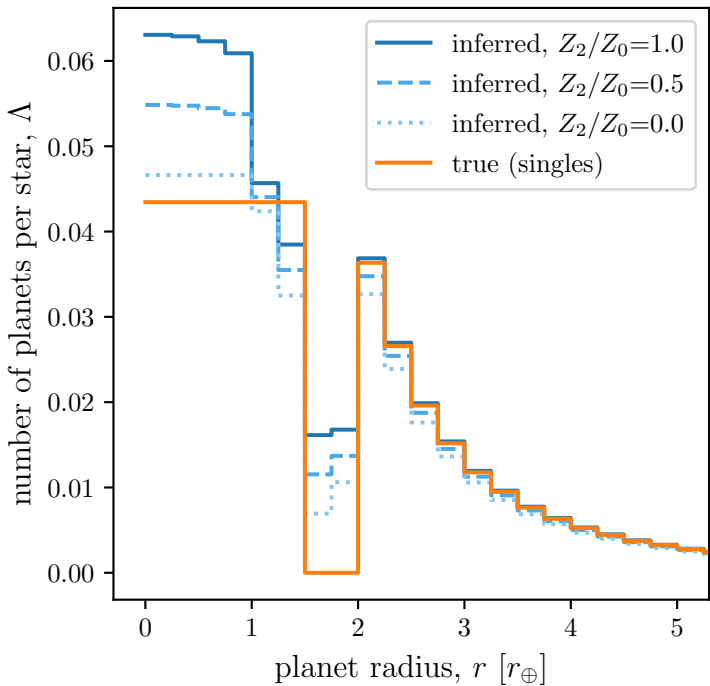 number of planets per star, Λ
0.06
0.05
0.04
0.03
0.02
0.01
0.00
inferred, Z₂/Z₀=1.0
inferred, Z₂/Z₀=0.5
inferred, Z₂/Z₀=0.0
true (singles)
0 1 2 3 4 5
planet radius, r [r⊕]